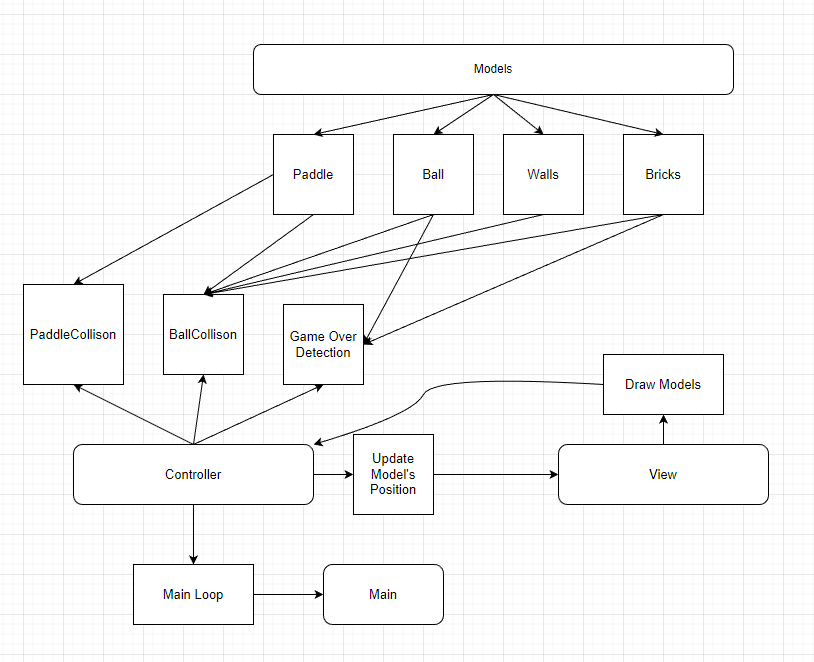 Models
Paddle
Ball
Walls
Bricks
PaddleCollison
BallCollison
Game Over
Detection
Draw Models
Controller
Update
Model's
Position
View
Main Loop
Main